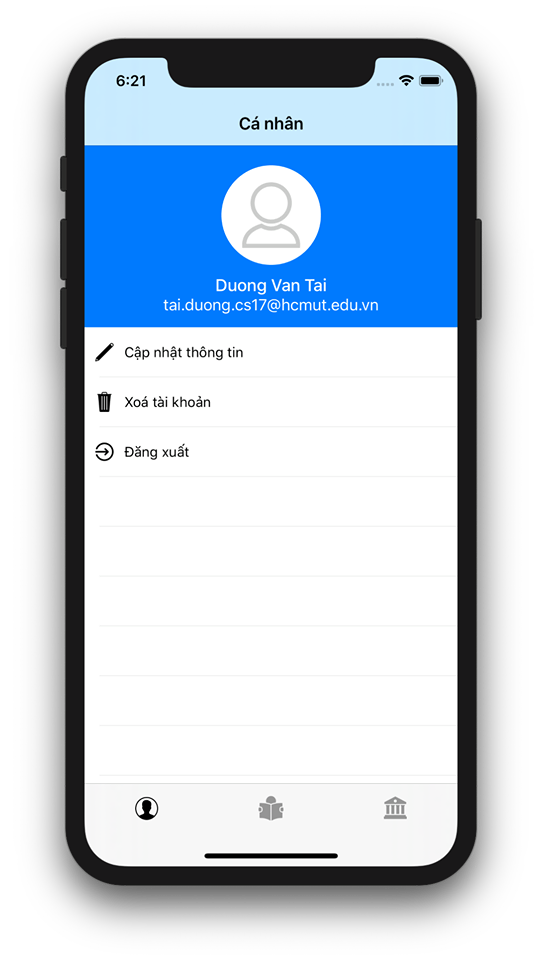 6:21
Cá nhân
Duong Van Tai
tai.duong.cs17@hcmut.edu.vn
Cập nhật thông tin
Xoá tài khoản
Đăng xuất